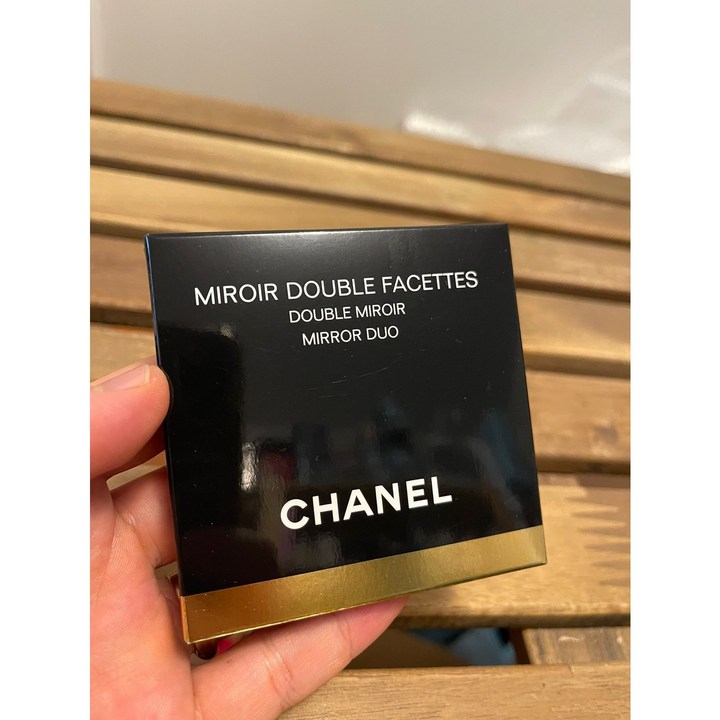 MIROIR DOUBLE FACETTES
DOUBLE MIROIR
MIRROR DUO
CHANEL